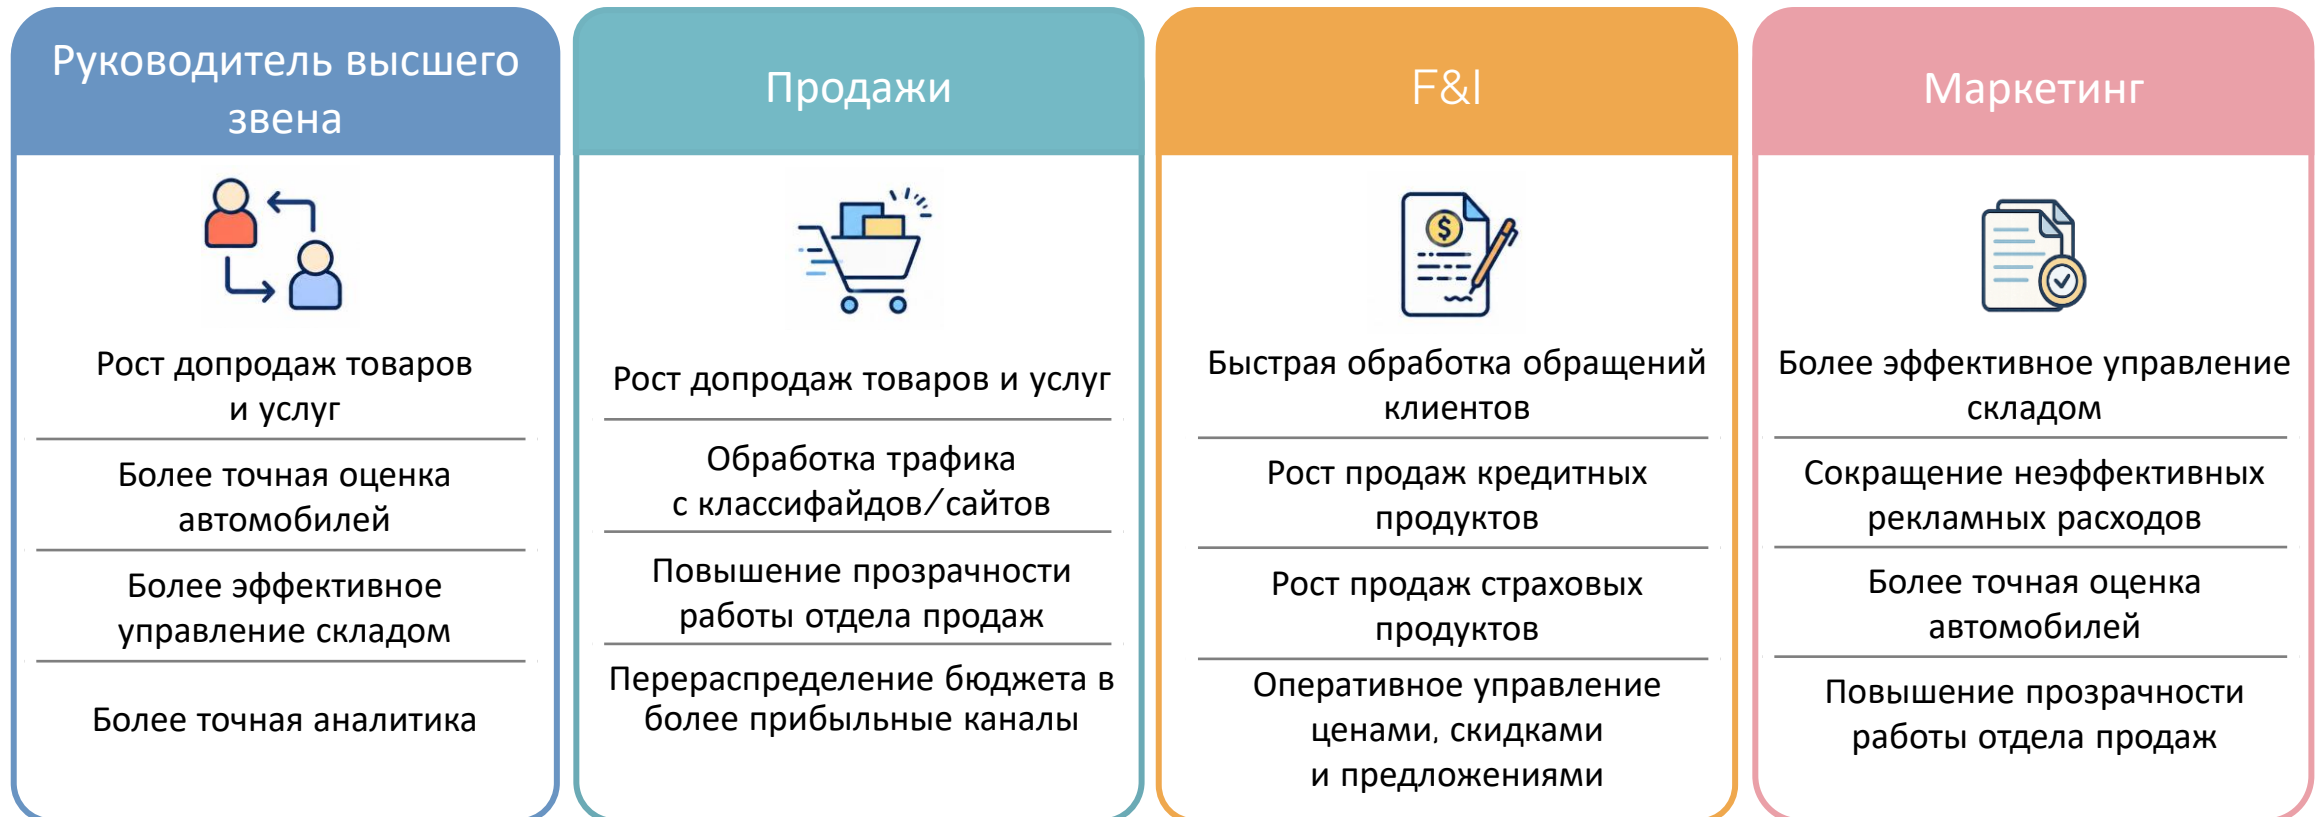 Руководитель высшего
звена
Рост допродаж товаров
и услуг
Более точная оценка
автомобилей
Более эффективное
управление складом
Более точная аналитика
Продажи
Рост допродаж товаров и услуг
Обработка трафика
с классифайдов/сайтов
Повышение прозрачности
работы отдела продаж
Перераспределение бюджета в
более прибыльные каналы
F&I
$
Быстрая обработка обращений
клиентов
Рост продаж кредитных
продуктов
Рост продаж страховых
продуктов
Оперативное управление
ценами, скидками
и предложениями
Маркетинг
Более эффективное управление
складом
Сокращение неэффективных
рекламных расходов
Более точная оценка
автомобилей
Повышение прозрачности
работы отдела продаж